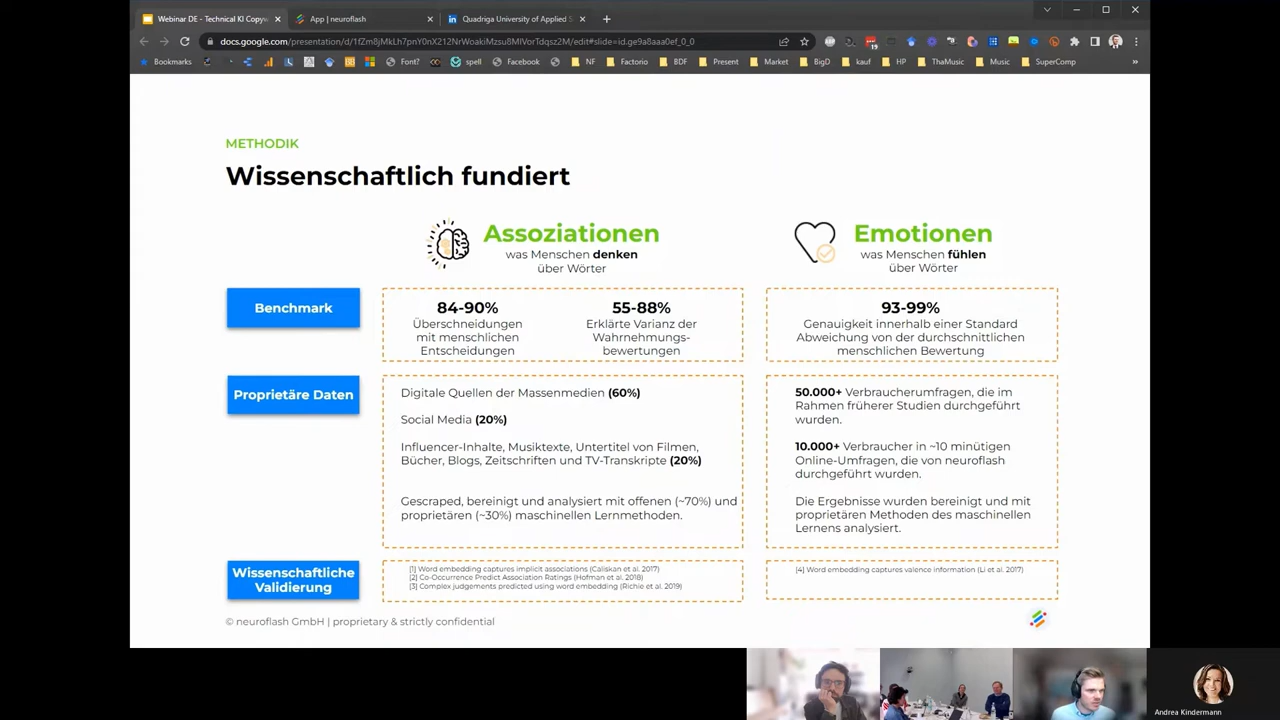 Webinar DE - Technical KI Copyw
App | neuroflash
Quadriga University of Applied S
docs.google.com/presentation/d/1fZm8jMkLh7pnY0nX212NrWoakiMzsu8MIVorTdqsz2M/edit#slide=id.ge9a8aaa0ef_0_0
19
Bookmarks
Font?
spell
Facebook
NF
Factorio
BDF
Present
Market
BigD
kauf
HP
ThaMusic
Music
SuperComp
METHODIK
Wissenschaftlich fundiert
Assoziationen
was Menschen denken
über Wörter
Emotionen
was Menschen fühlen
über Wörter
Benchmark
84-90%
Überschneidungen
mit menschlichen
Entscheidungen
55-88%
Erklärte Varianz der
Wahrnehmungs-
bewertungen
93-99%
Genauigkeit innerhalb einer Standard
Abweichung von der durchschnittlichen
menschlichen Bewertung
Proprietäre Daten
Digitale Quellen der Massenmedien (60%)
Social Media (20%)
Influencer-Inhalte, Musiktexte, Untertitel von Filmen,
Bücher, Blogs, Zeitschriften und TV-Transkripte (20%)
Gescraped, bereinigt und analysiert mit offenen (~70%) und
proprietären (~30%) maschinellen Lernmethoden.
50.000+ Verbraucherumfragen, die im
Rahmen früherer Studien durchgeführt
wurden.
10.000+ Verbraucher in ~10 minütigen
Online-Umfragen, die von neuroflash
durchgeführt wurden.
Die Ergebnisse wurden bereinigt und mit
proprietären Methoden des maschinellen
Lernens analysiert.
Wissenschaftliche
Validierung
[1] Word embedding captures implicit associations (Caliskan et al. 2017)
[2] Co-Occurrence Predict Association Ratings (Hofman et al. 2018)
[3] Complex judgements predicted using word embedding (Richie et al. 2019)
[4] Word embedding captures valence information (Li et al. 2017)
© neuroflash GmbH | proprietary & strictly confidential
Andrea Kindermann